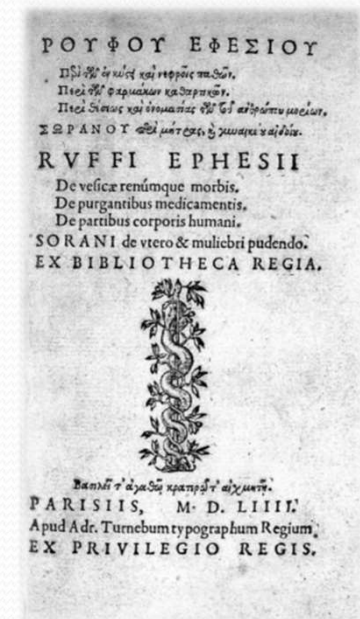 ΡΟΥΦΟΥ ΕΦΕΣΙΟΥ
Περὶ τῶν ἐν κύστει καὶ νεφροῖς παθῶν.
Περὶ τῶν φαρμάκων καθαρτικῶν.
Περὶ θέσεως καὶ ὀνομασίας τῶν τοῦ ἀνθρώπου μορίων.
ΣΩΡΑΝΟΥ περὶ μήτρας, καὶ γυναικείου αἰδοίου.
RVFFI EPHESII
De vesicæ renúmque morbis.
De purgantibus medicamentis.
De partibus corporis humani.
SORANI de vtero & muliebri pudendo.
EX BIBLIOTHECA REGIA.
Βασιλεῖ τ' ἀγαθῷ κρατερῷ τ' αἰχμητῇ.
PARISIIS, M. D. LIIII.
Apud Adr. Turnebum typographum Regium.
EX PRIVILEGIO REGIS.